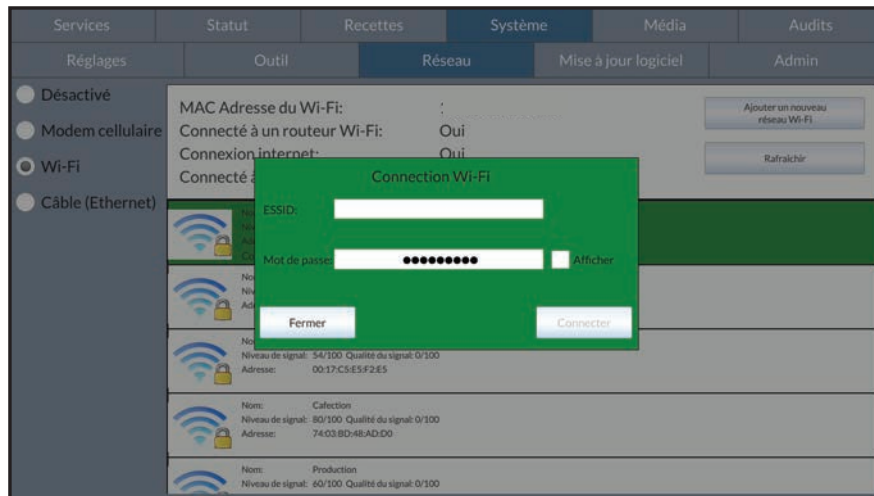 Services Statut Recettes Système Média Audits
Réglages Outil Réseau Mise à jour logiciel Admin
Désactivé
Modem cellulaire
Wi-Fi
Câble (Ethernet)
MAC Adresse du Wi-Fi: :
Connecté à un routeur Wi-Fi: Oui
Connexion internet: Oui
Connecté à
Ajouter un nouveau
réseau Wi-Fi
Rafraîchir
Connection Wi-Fi
ESSID:
Mot de passe: ●●●●●●●●● Afficher
Fermer Connecter
Niveau de signal: 54/100 Qualité du signal: 0/100
Adresse: 00:17:C5:E5:F2:E5
Nom: Cafection
Niveau de signal: 80/100 Qualité du signal: 0/100
Adresse: 74:03:BD:48:AD:D0
Nom: Production
Niveau de signal: 60/100 Qualité du signal: 0/100